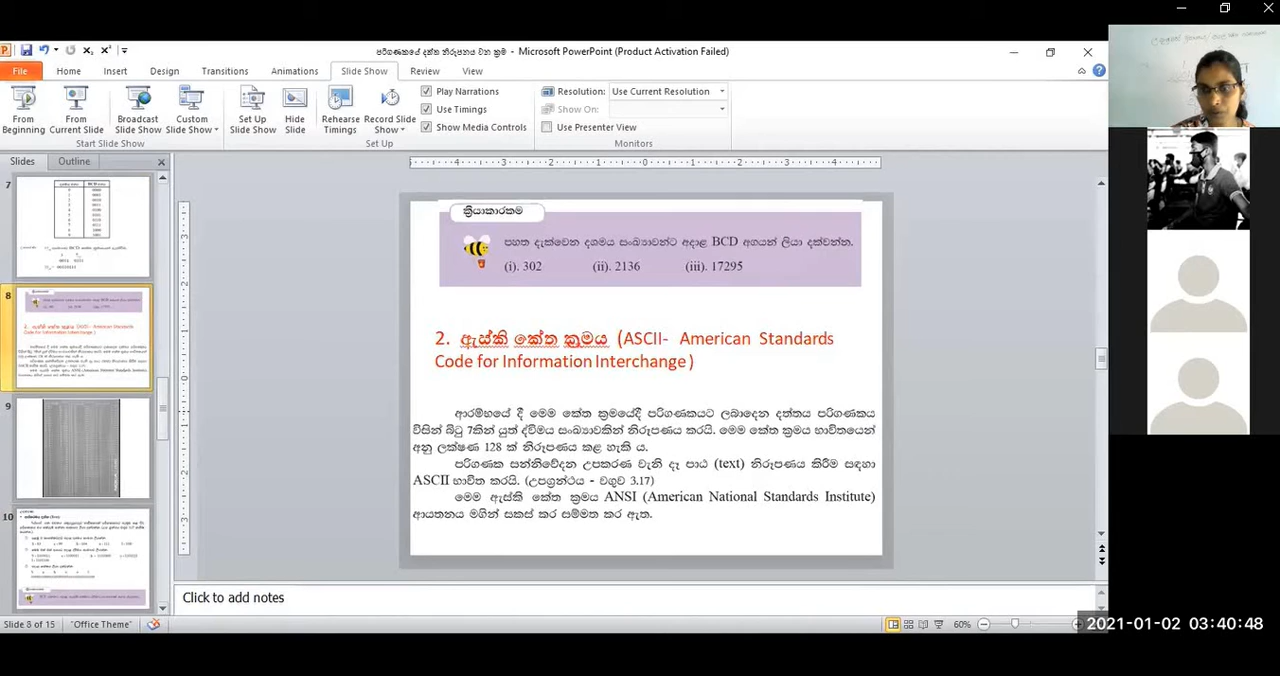 පරිගණකයේ දත්ත නිරූපනය වන ක්‍රම - Microsoft PowerPoint (Product Activation Failed)
File Home Insert Design Transitions Animations Slide Show Review View
From Beginning
From Current Slide
Broadcast Slide Show
Custom Slide Show
Start Slide Show
Set Up Slide Show
Hide Slide
Rehearse Timings
Record Slide Show
Play Narrations
Use Timings
Show Media Controls
Set Up
Resolution: Use Current Resolution
Show On:
Use Presenter View
Monitors
Slides Outline
7
8
9
10
ක්‍රියාකාරකම
පහත දැක්වෙන දශමය සංඛ්‍යාවන්ට අදාළ BCD අගයන් ලියා දක්වන්න.
(i). 302 (ii). 2136 (iii). 17295
2. ඇස්කි කේත ක්‍රමය (ASCII- American Standards
Code for Information Interchange )
ආරම්භයේ දී මෙම කේත ක්‍රමයේදී පරිගණකයට ලබාදෙන දත්තය පරිගණකය
විසින් බිටු 7කින් යුත් ද්විමය සංඛ්‍යාවකින් නිරූපණය කරයි. මෙම කේත ක්‍රමය භාවිතයෙන්
අනු ලක්ෂණ 128 ක් නිරූපණය කළ හැකි ය.
පරිගණක සන්නිවේදන උපකරණ වැනි දෑ පාඨ (text) නිරූපණය කිරීම සඳහා
ASCII භාවිත කරයි. (උපග්‍රන්ථය - වගුව 3.17)
මෙම ඇස්කි කේත ක්‍රමය ANSI (American National Standards Institute)
ආයතනය මගින් සකස් කර සම්මත කර ඇත.
Click to add notes
Slide 8 of 15 "Office Theme" 60%
2021-01-02 03:40:48